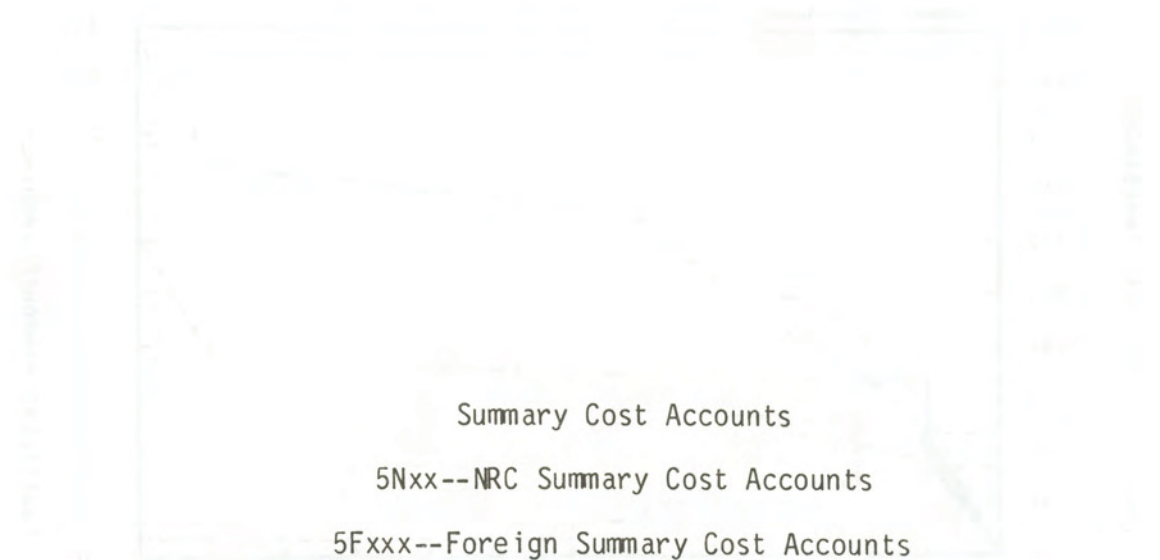 Summary Cost Accounts
5Nxx--NRC Summary Cost Accounts
5Fxxx--Foreign Summary Cost Accounts